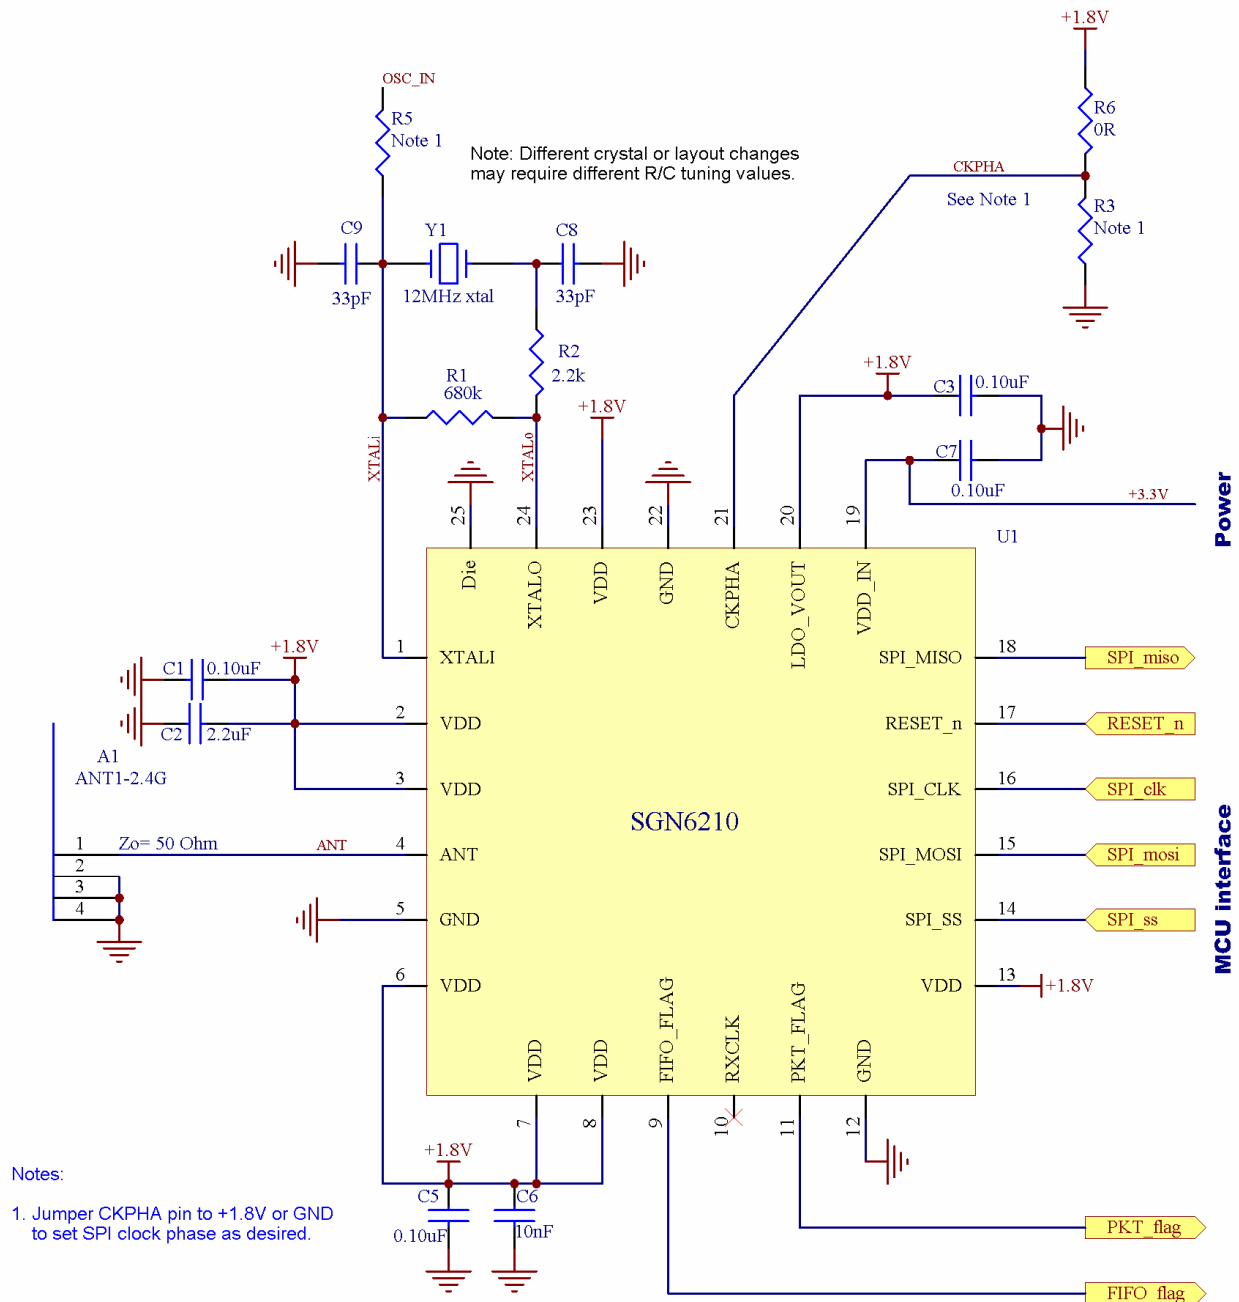 +1.8V
OSC_IN
R5
Note 1
R6
0R
Note: Different crystal or layout changes
may require different R/C tuning values.
CKPHA
See Note 1
R3
Note 1
C9
Y1
C8
33pF
12MHz xtal
33pF
R2
2.2k
R1
680k
+1.8V
+1.8V
C3
0.10uF
C7
0.10uF
+3.3V
Power
XTALi
XTALo
25
24
23
22
21
20
19
U1
Die
XTALO
VDD
GND
CKPHA
LDO_VOUT
VDD_IN
+1.8V
C1
0.10uF
C2
2.2uF
1
XTALI
SPI_MISO
18
SPI_miso
2
VDD
RESET_n
17
RESET_n
A1
ANT1-2.4G
3
VDD
SPI_CLK
16
SPI_clk
SGN6210
1
Zo= 50 Ohm
ANT
4
ANT
SPI_MOSI
15
SPI_mosi
2
3
4
5
GND
SPI_SS
14
SPI_ss
MCU interface
6
VDD
VDD
13
+1.8V
VDD
VDD
FIFO_FLAG
RXCLK
PKT_FLAG
GND
7
8
9
10
11
12
+1.8V
C5
0.10uF
C6
10nF
Notes:
1. Jumper CKPHA pin to +1.8V or GND
to set SPI clock phase as desired.
PKT_flag
FIFO_flag